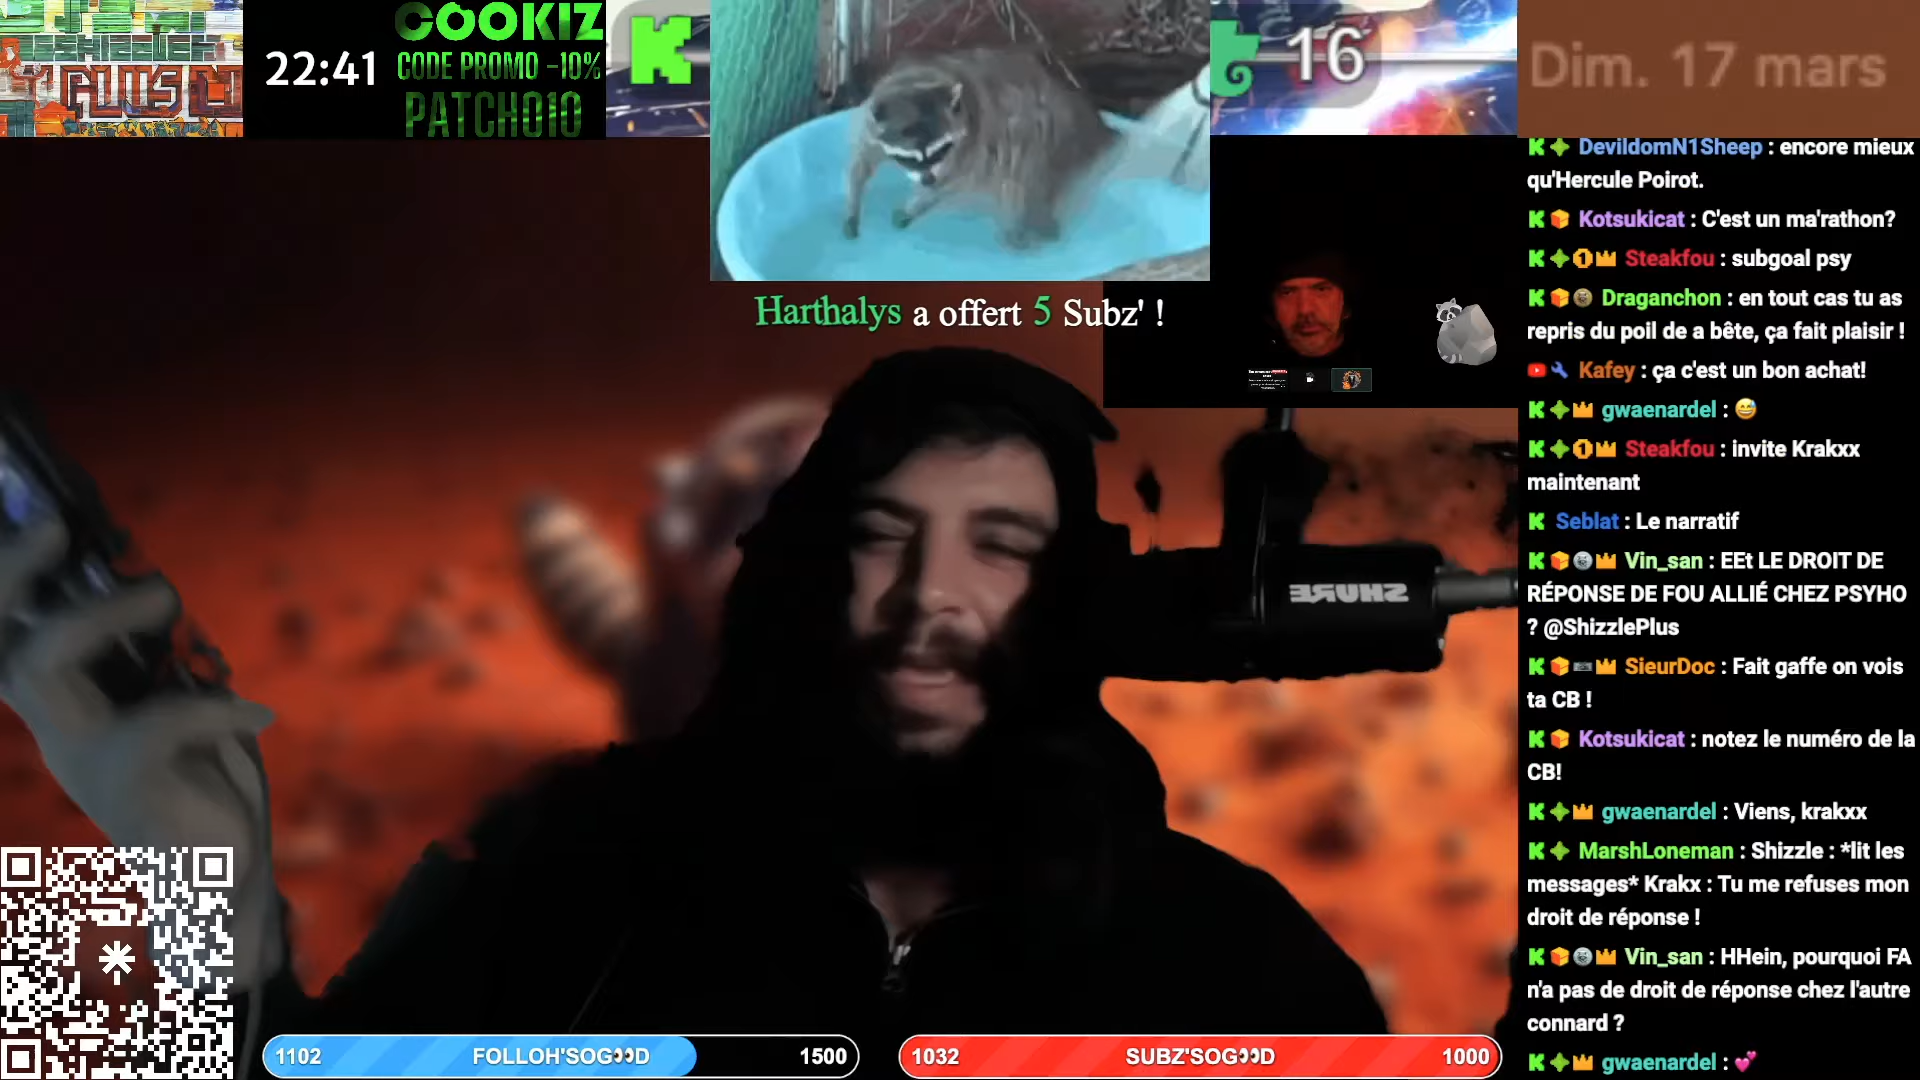 22:41
COOKIZ
CODE PROMO -10%
PATCHO10
16
Dim. 17 mars
Harthalys a offert 5 Subz' !
SHURE
DevildomN1Sheep : encore mieux
qu'Hercule Poirot.
Kotsukicat : C'est un ma'rathon?
Steakfou : subgoal psy
Draganchon : en tout cas tu as
repris du poil de a bête, ça fait plaisir !
Kafey : ça c'est un bon achat!
gwaenardel : 😅
Steakfou : invite Krakxx
maintenant
Seblat : Le narratif
Vin_san : EEt LE DROIT DE
RÉPONSE DE FOU ALLIÉ CHEZ PSYHO
? @ShizzlePlus
SieurDoc : Fait gaffe on vois
ta CB !
Kotsukicat : notez le numéro de la
CB!
gwaenardel : Viens, krakxx
MarshLoneman : Shizzle : *lit les
messages* Krakx : Tu me refuses mon
droit de réponse !
Vin_san : HHein, pourquoi FA
n'a pas de droit de réponse chez l'autre
connard ?
gwaenardel : 💕
1102 FOLLOH'SOG👀D 1500
1032 SUBZ'SOG👀D 1000